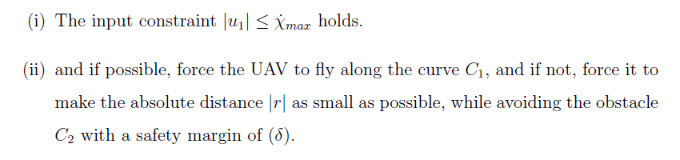 (i) The input constraint |u₁| ≤ χ̇ₘₐₓ holds.
(ii) and if possible, force the UAV to fly along the curve C₁, and if not, force it to
make the absolute distance |r| as small as possible, while avoiding the obstacle
C₂ with a safety margin of (δ).